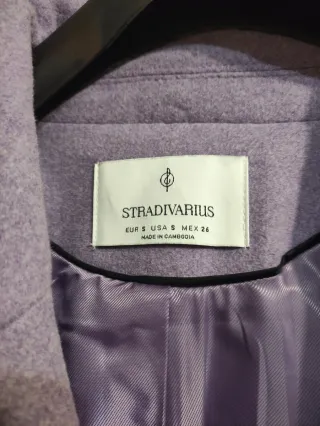 STRADIVARIUS
EUR S USA S MEX 26
MADE IN CAMBODIA